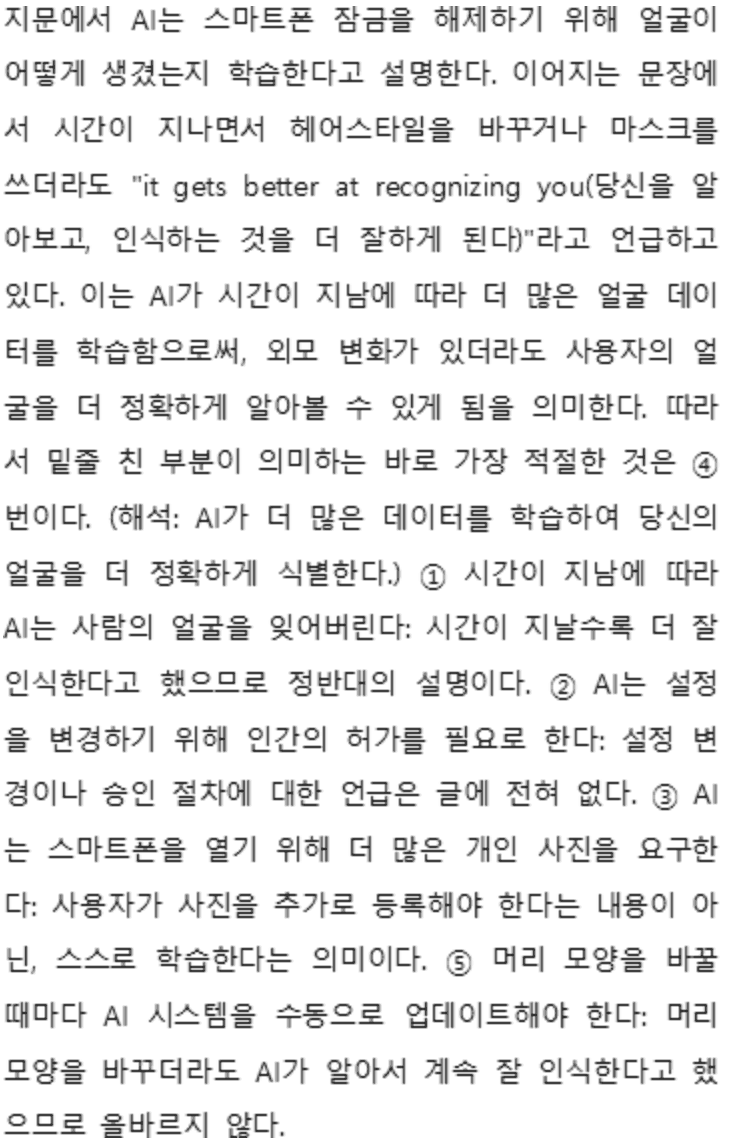 지문에서 AI는 스마트폰 잠금을 해제하기 위해 얼굴이
어떻게 생겼는지 학습한다고 설명한다. 이어지는 문장에
서 시간이 지나면서 헤어스타일을 바꾸거나 마스크를
쓰더라도 "it gets better at recognizing you(당신을 알
아보고, 인식하는 것을 더 잘하게 된다)"라고 언급하고
있다. 이는 AI가 시간이 지남에 따라 더 많은 얼굴 데이
터를 학습함으로써, 외모 변화가 있더라도 사용자의 얼
굴을 더 정확하게 알아볼 수 있게 됨을 의미한다. 따라
서 밑줄 친 부분이 의미하는 바로 가장 적절한 것은 ④
번이다. (해석: AI가 더 많은 데이터를 학습하여 당신의
얼굴을 더 정확하게 식별한다.) ① 시간이 지남에 따라
AI는 사람의 얼굴을 잊어버린다: 시간이 지날수록 더 잘
인식한다고 했으므로 정반대의 설명이다. ② AI는 설정
을 변경하기 위해 인간의 허가를 필요로 한다: 설정 변
경이나 승인 절차에 대한 언급은 글에 전혀 없다. ③ AI
는 스마트폰을 열기 위해 더 많은 개인 사진을 요구한
다: 사용자가 사진을 추가로 등록해야 한다는 내용이 아
닌, 스스로 학습한다는 의미이다. ⑤ 머리 모양을 바꿀
때마다 AI 시스템을 수동으로 업데이트해야 한다: 머리
모양을 바꾸더라도 AI가 알아서 계속 잘 인식한다고 했
으므로 올바르지 않다.